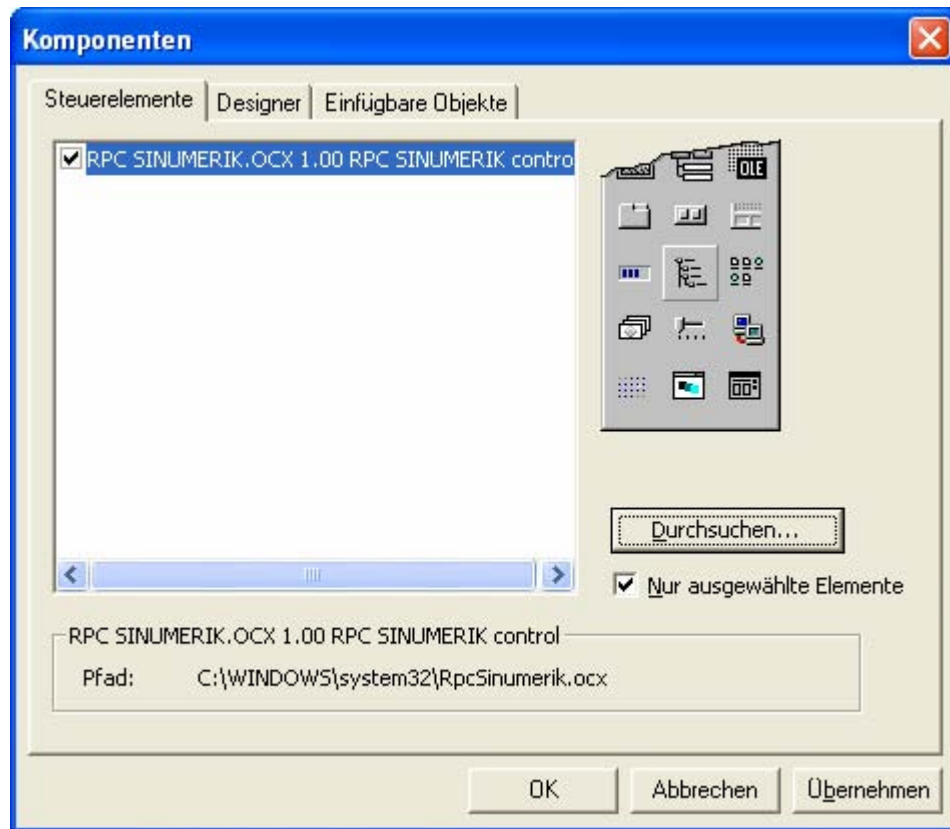 Komponenten
Steuerelemente Designer Einfügbare Objekte
RPC SINUMERIK.OCX 1.00 RPC SINUMERIK contro
OLE
Durchsuchen...
Nur ausgewählte Elemente
RPC SINUMERIK.OCX 1.00 RPC SINUMERIK control
Pfad: C:\WINDOWS\system32\RpcSinumerik.ocx
OK Abbrechen Übernehmen